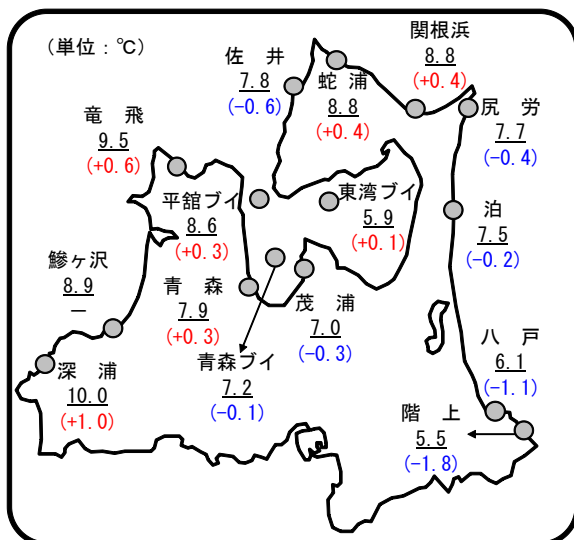 (単位:℃)
関根浜
8.8
(+0.4)
佐 井
7.8
(-0.6)
蛇 浦
8.8
(+0.4)
尻 労
7.7
(-0.4)
竜 飛
9.5
(+0.6)
平舘ブイ
8.6
(+0.3)
東湾ブイ
5.9
(+0.1)
泊
7.5
(-0.2)
鰺ヶ沢
8.9
－
青 森
7.9
(+0.3)
茂 浦
7.0
(-0.3)
青森ブイ
7.2
(-0.1)
八 戸
6.1
(-1.1)
深 浦
10.0
(+1.0)
階 上
5.5
(-1.8)